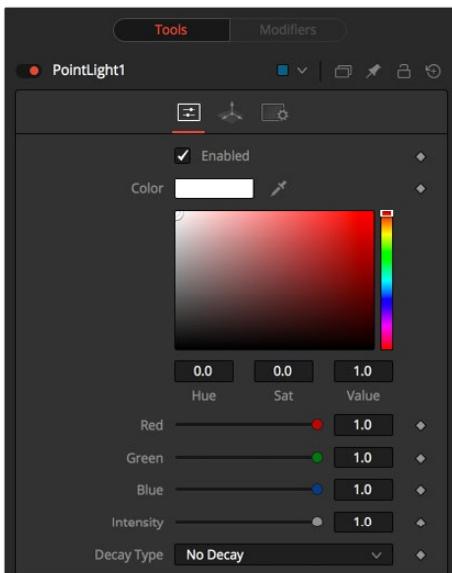 Tools Modifiers
PointLight1
Enabled
Color
0.0 0.0 1.0
Hue Sat Value
Red 1.0
Green 1.0
Blue 1.0
Intensity 1.0
Decay Type No Decay